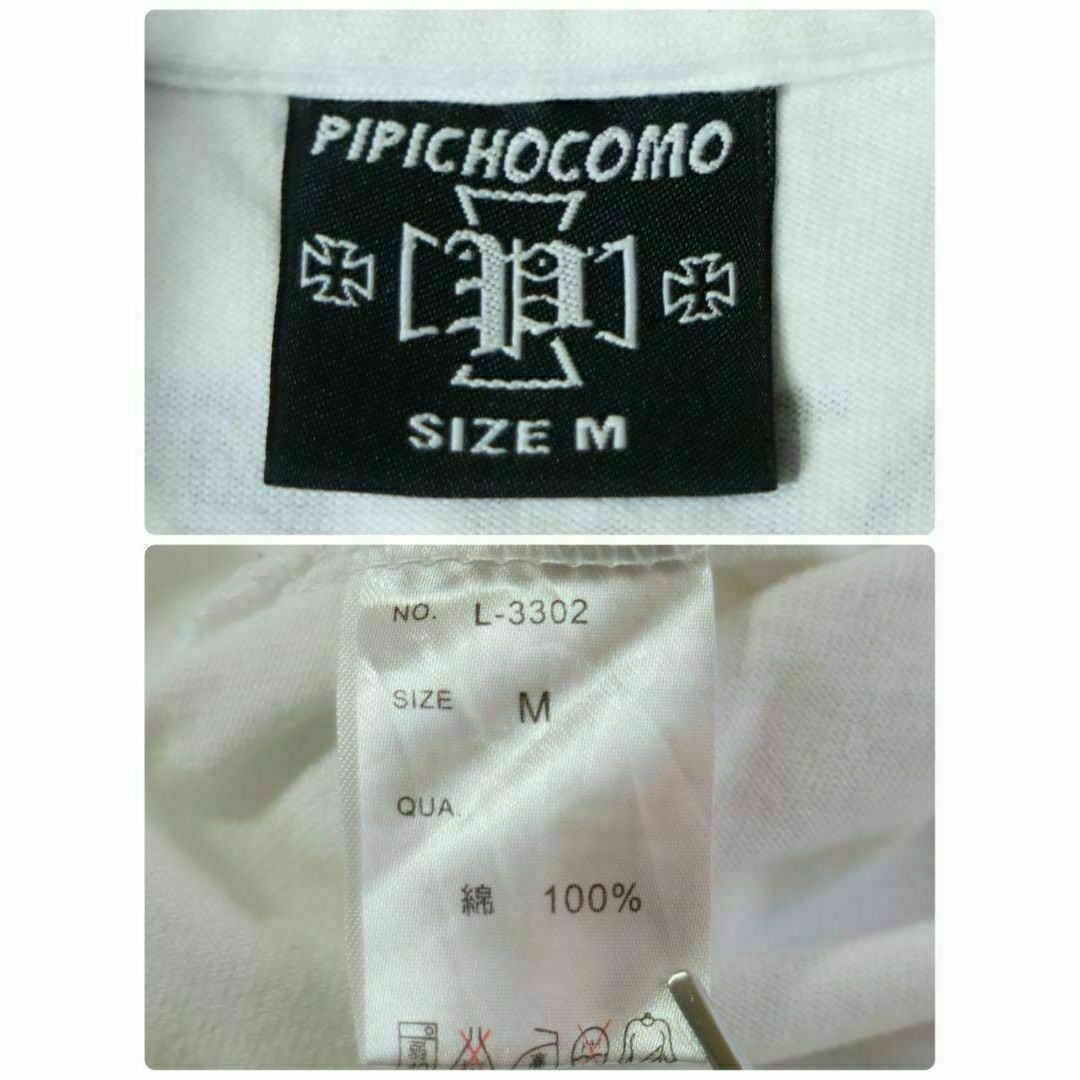 PIPICHOCOMO
P
SIZE M
NO. L-3302
SIZE M
QUA.
綿 100%